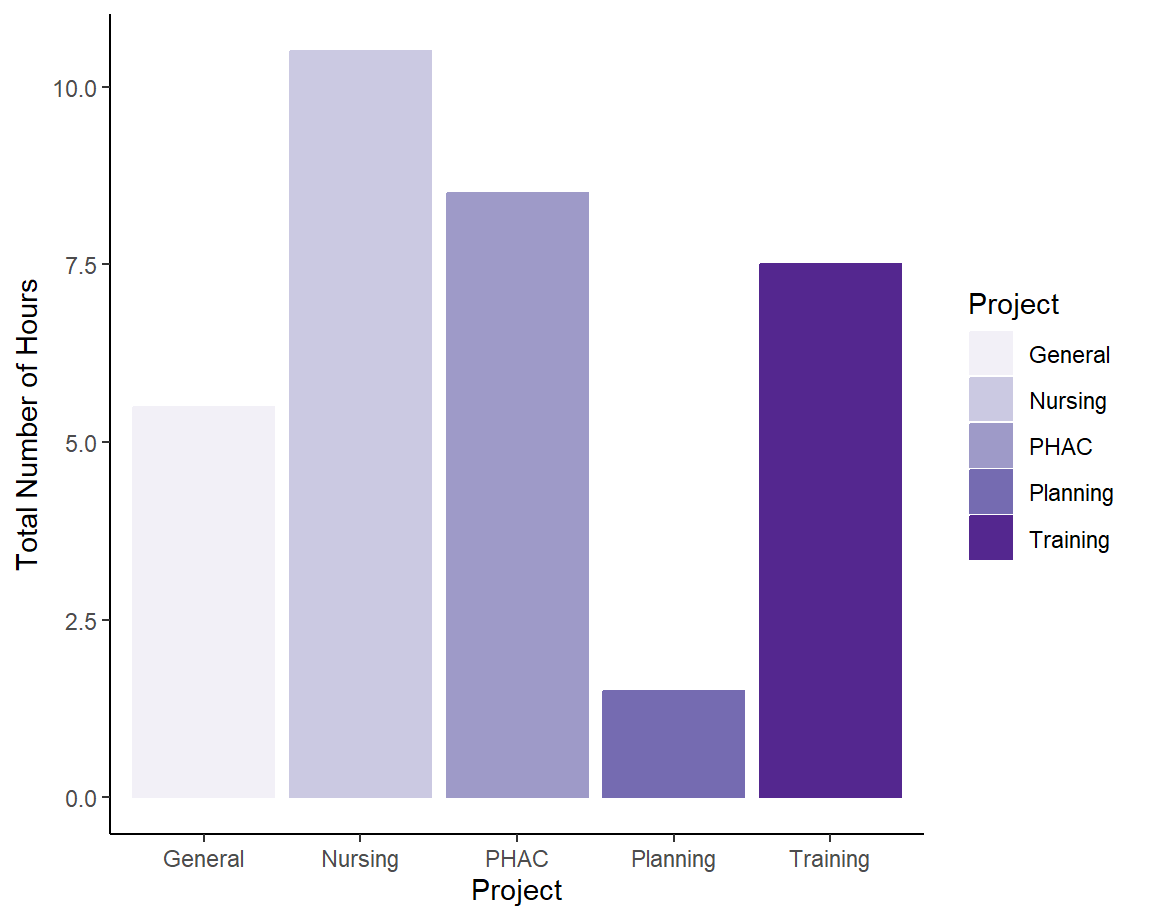 Total Number of Hours
10.0
7.5
5.0
2.5
0.0
General Nursing PHAC Planning Training
Project
Project
General
Nursing
PHAC
Planning
Training